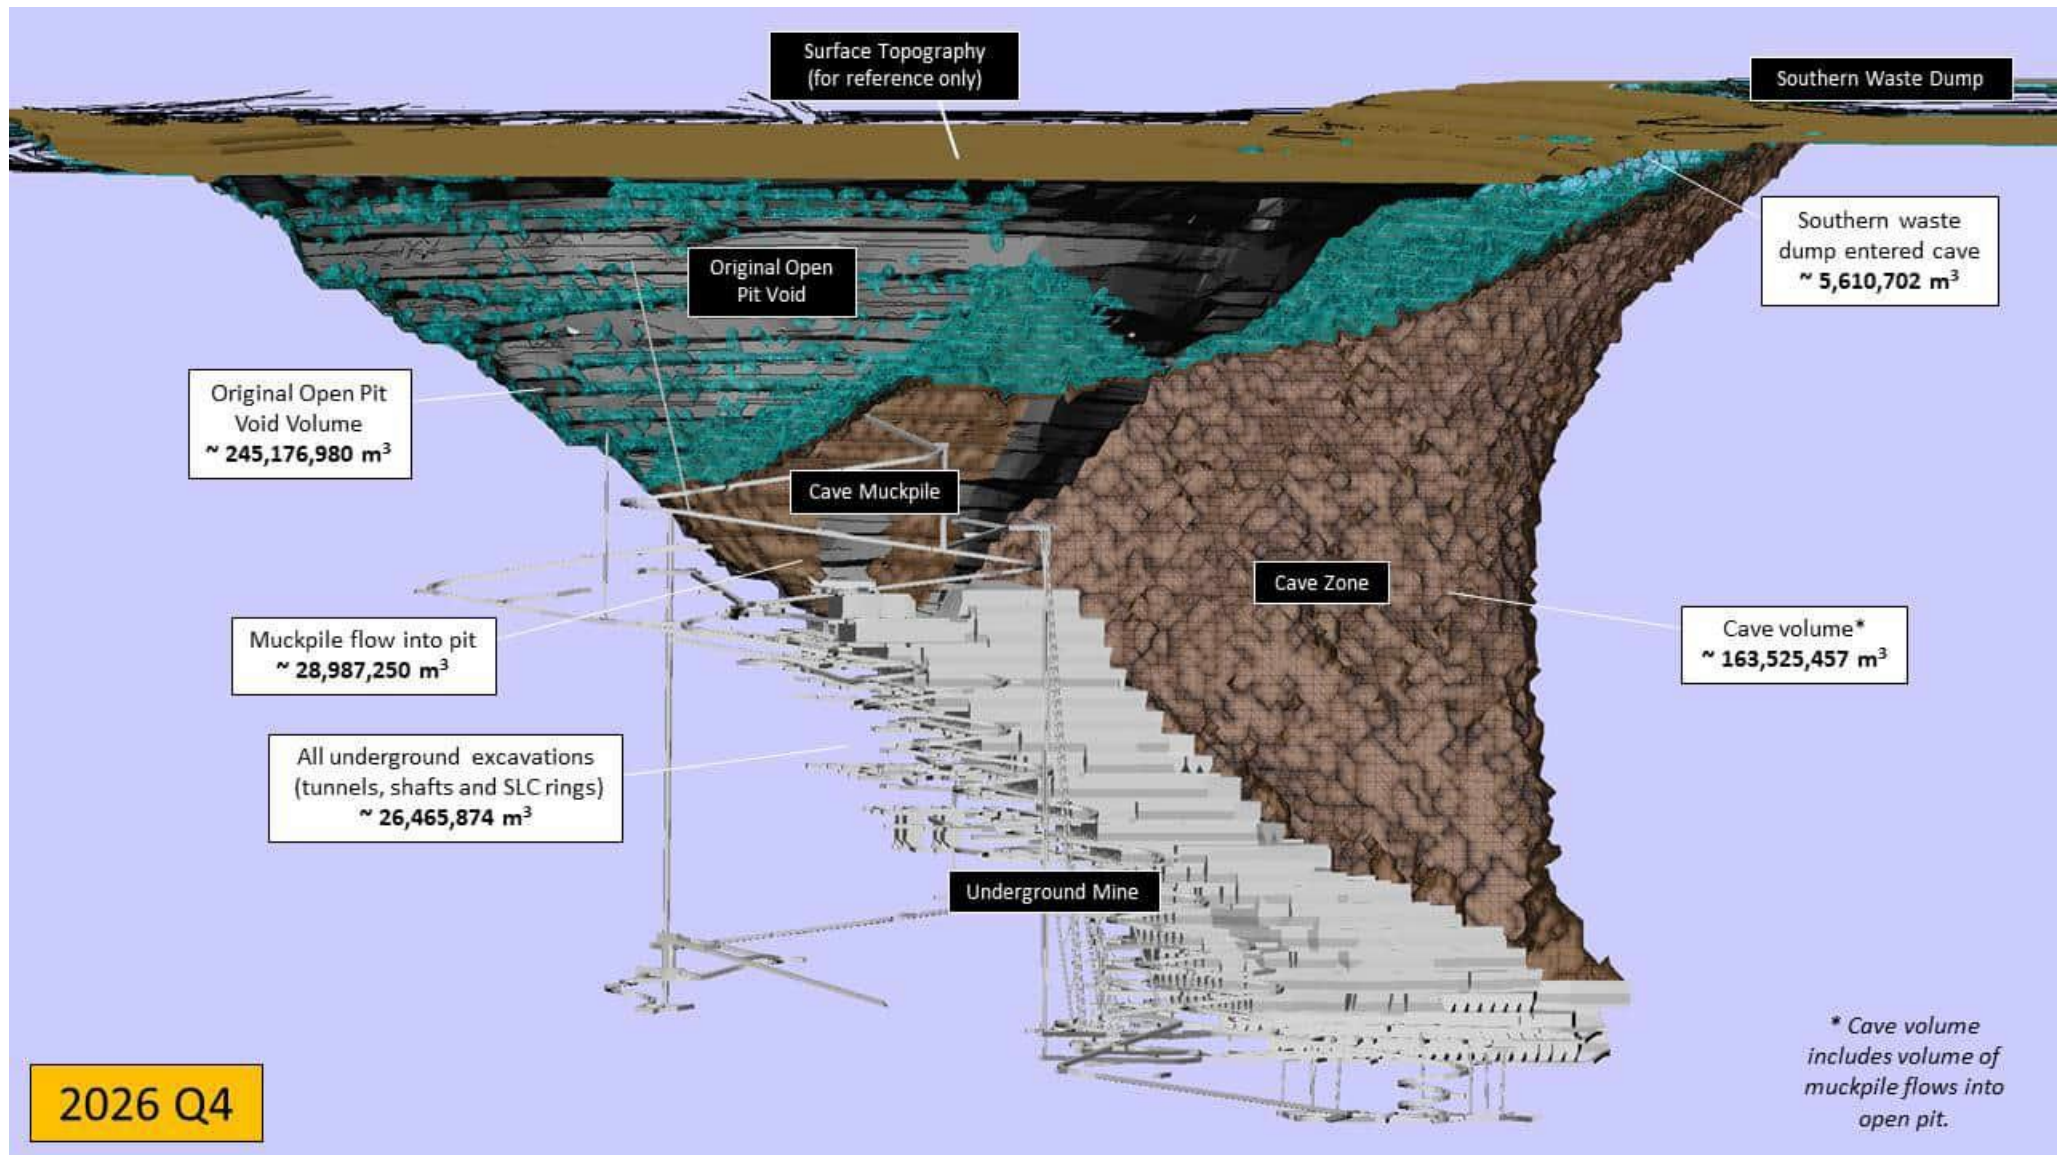 Surface Topography
(for reference only)
Southern Waste Dump
Southern waste
dump entered cave
~ 5,610,702 m³
Original Open
Pit Void
Original Open Pit
Void Volume
~ 245,176,980 m³
Cave Muckpile
Cave Zone
Muckpile flow into pit
~ 28,987,250 m³
Cave volume*
~ 163,525,457 m³
All underground excavations
(tunnels, shafts and SLC rings)
~ 26,465,874 m³
Underground Mine
* Cave volume
includes volume of
muckpile flows into
open pit.
2026 Q4